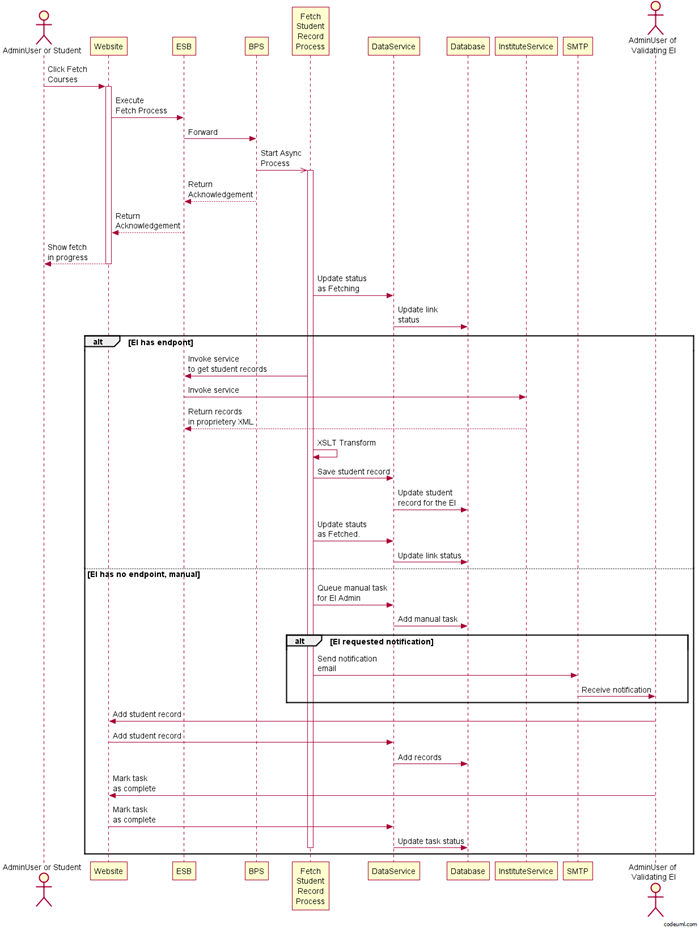 AdminUser or Student
Website
ESB
BPS
Fetch
Student
Record
Process
DataService
Database
InstituteService
SMTP
AdminUser of
Validating EI
Click Fetch
Courses
Execute
Fetch Process
Forward
Start Async
Process
Return
Acknowledgement
Return
Acknowledgement
Show fetch
in progress
Update status
as Fetching
Update link
status
alt
[EI has endpont]
Invoke service
to get student records
Invoke service
Return records
in proprietery XML
XSLT Transform
Save student record
Update student
record for the EI
Update stauts
as Fetched.
Update link status
[EI has no endpoint, manual]
Queue manual task
for EI Admin
Add manual task
alt
[EI requested notification]
Send notification
email
Receive notification
Add student record
Add student record
Add records
Mark task
as complete
Mark task
as complete
Update task status
AdminUser or Student
Website
ESB
BPS
Fetch
Student
Record
Process
DataService
Database
InstituteService
SMTP
AdminUser of
Validating EI
codeuml.com